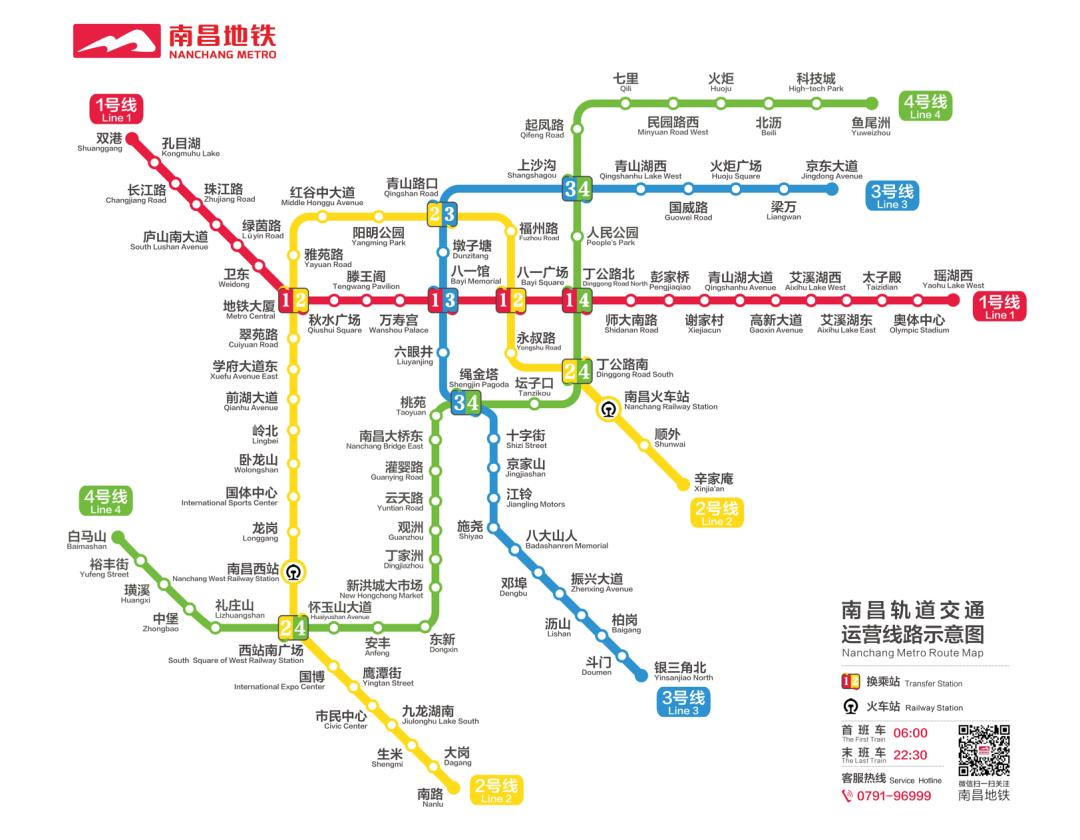 南昌地铁
NANCHANG METRO
1号线
Line 1
双港
Shuanggang
孔目湖
Kongmuhu Lake
长江路
Changjiang Road
珠江路
Zhujiang Road
庐山南大道
South Lushan Avenue
绿茵路
Lüyin Road
卫东
Weidong
地铁大厦
Metro Central
1 2
秋水广场
Qiushui Square
滕王阁
Tengwang Pavilion
万寿宫
Wanshou Palace
八一馆
Bayi Memorial
1 3
八一广场
Bayi Square
1 2
丁公路北
Dinggong Road North
1 4
师大南路
Shidanan Road
彭家桥
Pengjiaqiao
谢家村
Xiejiacun
青山湖大道
Qingshanhu Avenue
高新大道
Gaoxin Avenue
艾溪湖西
Aixihu Lake West
艾溪湖东
Aixihu Lake East
太子殿
Taizidian
奥体中心
Olympic Stadium
瑶湖西
Yaohu Lake West
1号线
Line 1
七里
Qili
民园路西
Minyuan Road West
火炬
Huoju
北沥
Beili
科技城
High-tech Park
鱼尾洲
Yuweizhou
4号线
Line 4
起凤路
Qifeng Road
上沙沟
Shangshagou
3 4
青山湖西
Qingshanhu Lake West
国威路
Guowei Road
火炬广场
Huoju Square
梁万
Liangwan
京东大道
Jingdong Avenue
3号线
Line 3
人民公园
People's Park
红谷中大道
Middle Honggu Avenue
阳明公园
Yangming Park
青山路口
Qingshan Road
2 3
福州路
Fuzhou Road
雅苑路
Yayuan Road
墩子塘
Dunzitang
永叔路
Yongshu Road
丁公路南
Dinggong Road South
2 4
南昌火车站
Nanchang Railway Station
顺外
Shunwai
辛家庵
Xinjia'an
2号线
Line 2
六眼井
Liuyanjing
绳金塔
Shengjin Pagoda
3 4
坛子口
Tanzikou
桃苑
Taoyuan
南昌大桥东
Nanchang Bridge East
灌婴路
Guanying Road
云天路
Yuntian Road
观洲
Guanzhou
丁家洲
Dingjiazhou
新洪城大市场
New Hongcheng Market
东新
Dongxin
安丰
Anfeng
怀玉山大道
Huaiyushan Avenue
十字街
Shizi Street
京家山
Jingjiashan
江铃
Jiangling Motors
施尧
Shiyao
八大山人
Badashanren Memorial
邓埠
Dengbu
振兴大道
Zhenxing Avenue
沥山
Lishan
柏岗
Baigang
斗门
Doumen
银三角北
Yinsanjiao North
3号线
Line 3
翠苑路
Cuiyuan Road
学府大道东
Xuefu Avenue East
前湖大道
Qianhu Avenue
岭北
Lingbei
卧龙山
Wolongshan
国体中心
International Sports Center
龙岗
Longgang
南昌西站
Nanchang West Railway Station
2 4
西站南广场
South Square of West Railway Station
4号线
Line 4
白马山
Baimashan
裕丰街
Yufeng Street
璜溪
Huangxi
中堡
Zhongbao
礼庄山
Lizhuangshan
国博
International Expo Center
鹰潭街
Yingtan Street
市民中心
Civic Center
九龙湖南
Jiulonghu Lake South
生米
Shengmi
大岗
Dagang
南路
Nanlu
2号线
Line 2
南昌轨道交通
运营线路示意图
Nanchang Metro Route Map
1 2 换乘站 Transfer Station
火车站 Railway Station
首班车 06:00
The First Train
末班车 22:30
The Last Train
客服热线 Service Hotline
0791-96999
微信扫一扫关注
南昌地铁